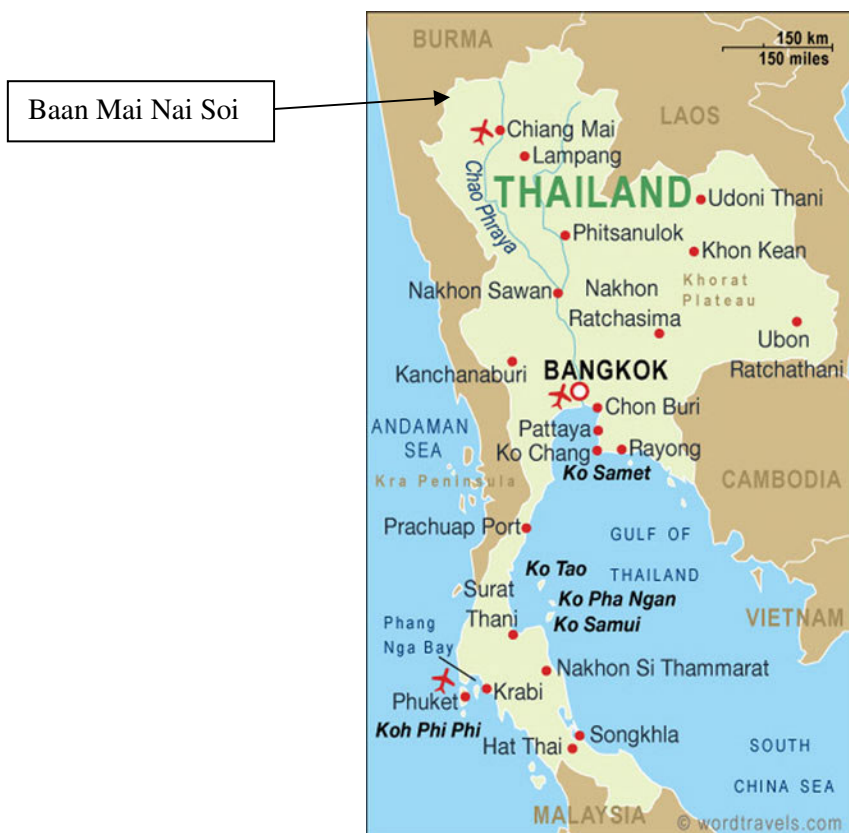 BURMA
150 km
150 miles
Baan Mai Nai Soi
LAOS
Chiang Mai
Lampang
Chao Phraya
THAILAND
Udoni Thani
Phitsanulok
Khon Kean
Khorat
Plateau
Nakhon Sawan
Nakhon
Ratchasima
Ubon
Ratchathani
Kanchanaburi
BANGKOK
Chon Buri
ANDAMAN
SEA
Pattaya
Ko Chang
Rayong
Ko Samet
Kra Peninsula
CAMBODIA
Prachuap Port
GULF OF
THAILAND
Ko Tao
Surat
Thani
Ko Pha Ngan
Ko Samui
VIETNAM
Phang
Nga Bay
Nakhon Si Thammarat
Krabi
Phuket
Koh Phi Phi
Songkhla
Hat Thai
SOUTH
CHINA SEA
MALAYSIA
© wordtravels.com